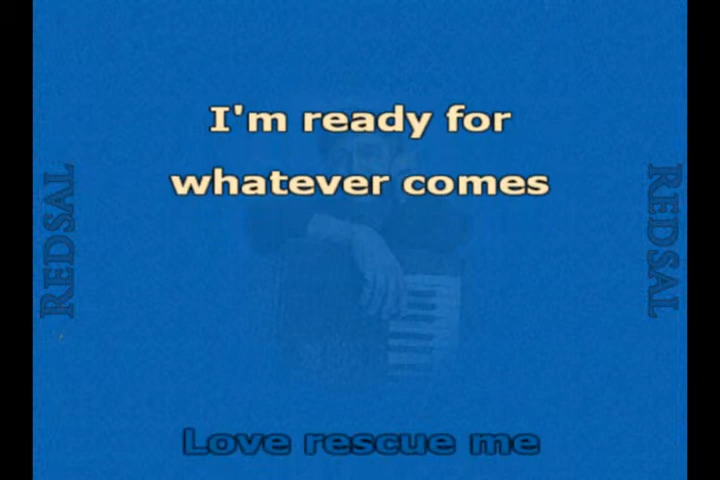 I'm ready for
whatever comes
REDSAL
REDSAL
Love rescue me